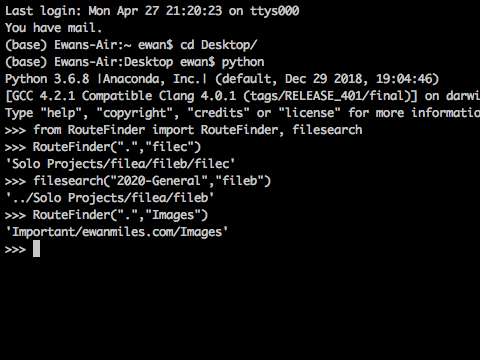 Last login: Mon Apr 27 21:20:23 on ttys000
You have mail.
(base) Ewans-Air:~ ewan$ cd Desktop/
(base) Ewans-Air:Desktop ewan$ python
Python 3.6.8 |Anaconda, Inc.| (default, Dec 29 2018, 19:04:46)
[GCC 4.2.1 Compatible Clang 4.0.1 (tags/RELEASE_401/final)] on darwi
Type "help", "copyright", "credits" or "license" for more informatio
>>> from RouteFinder import RouteFinder, filesearch
>>> RouteFinder(".","filec")
'Solo Projects/filea/fileb/filec'
>>> filesearch("2020-General","fileb")
'../Solo Projects/filea/fileb'
>>> RouteFinder(".","Images")
'Important/ewanmiles.com/Images'
>>>